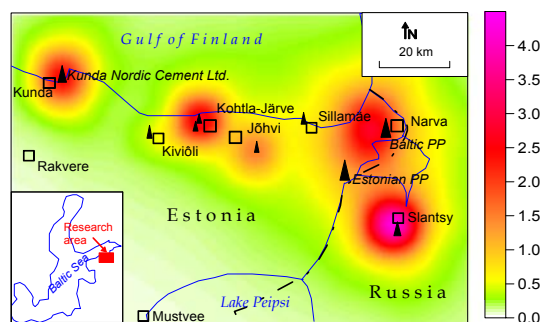 Gulf of Finland
N
20 km
Kunda Nordic Cement Ltd.
Kunda
Kohtla-Järve
Sillamäe
Narva
Jõhvi
Kiviõli
Baltic PP
Rakvere
Estonian PP
Estonia
Slantsy
Research
area
Baltic Sea
Russia
Lake Peipsi
Mustvee
4.0
3.5
3.0
2.5
2.0
1.5
1.0
0.5
0.0